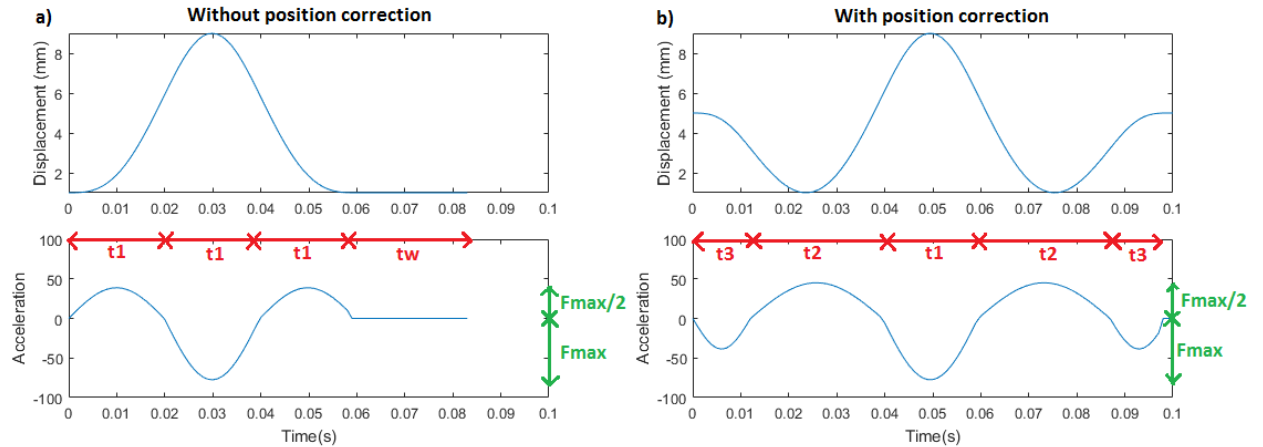 a)
Without position correction
Displacement (mm)
8
6
4
2
0 0.01 0.02 0.03 0.04 0.05 0.06 0.07 0.08 0.09 0.1
100
50
0
-50
-100
Acceleration
t1 t1 t1 tw
Fmax/2
Fmax
0 0.01 0.02 0.03 0.04 0.05 0.06 0.07 0.08 0.09 0.1
Time(s)
b)
With position correction
Displacement (mm)
8
6
4
2
0 0.01 0.02 0.03 0.04 0.05 0.06 0.07 0.08 0.09 0.1
100
50
0
-50
-100
Acceleration
t3 t2 t1 t2 t3
Fmax/2
Fmax
0 0.01 0.02 0.03 0.04 0.05 0.06 0.07 0.08 0.09 0.1
Time(s)